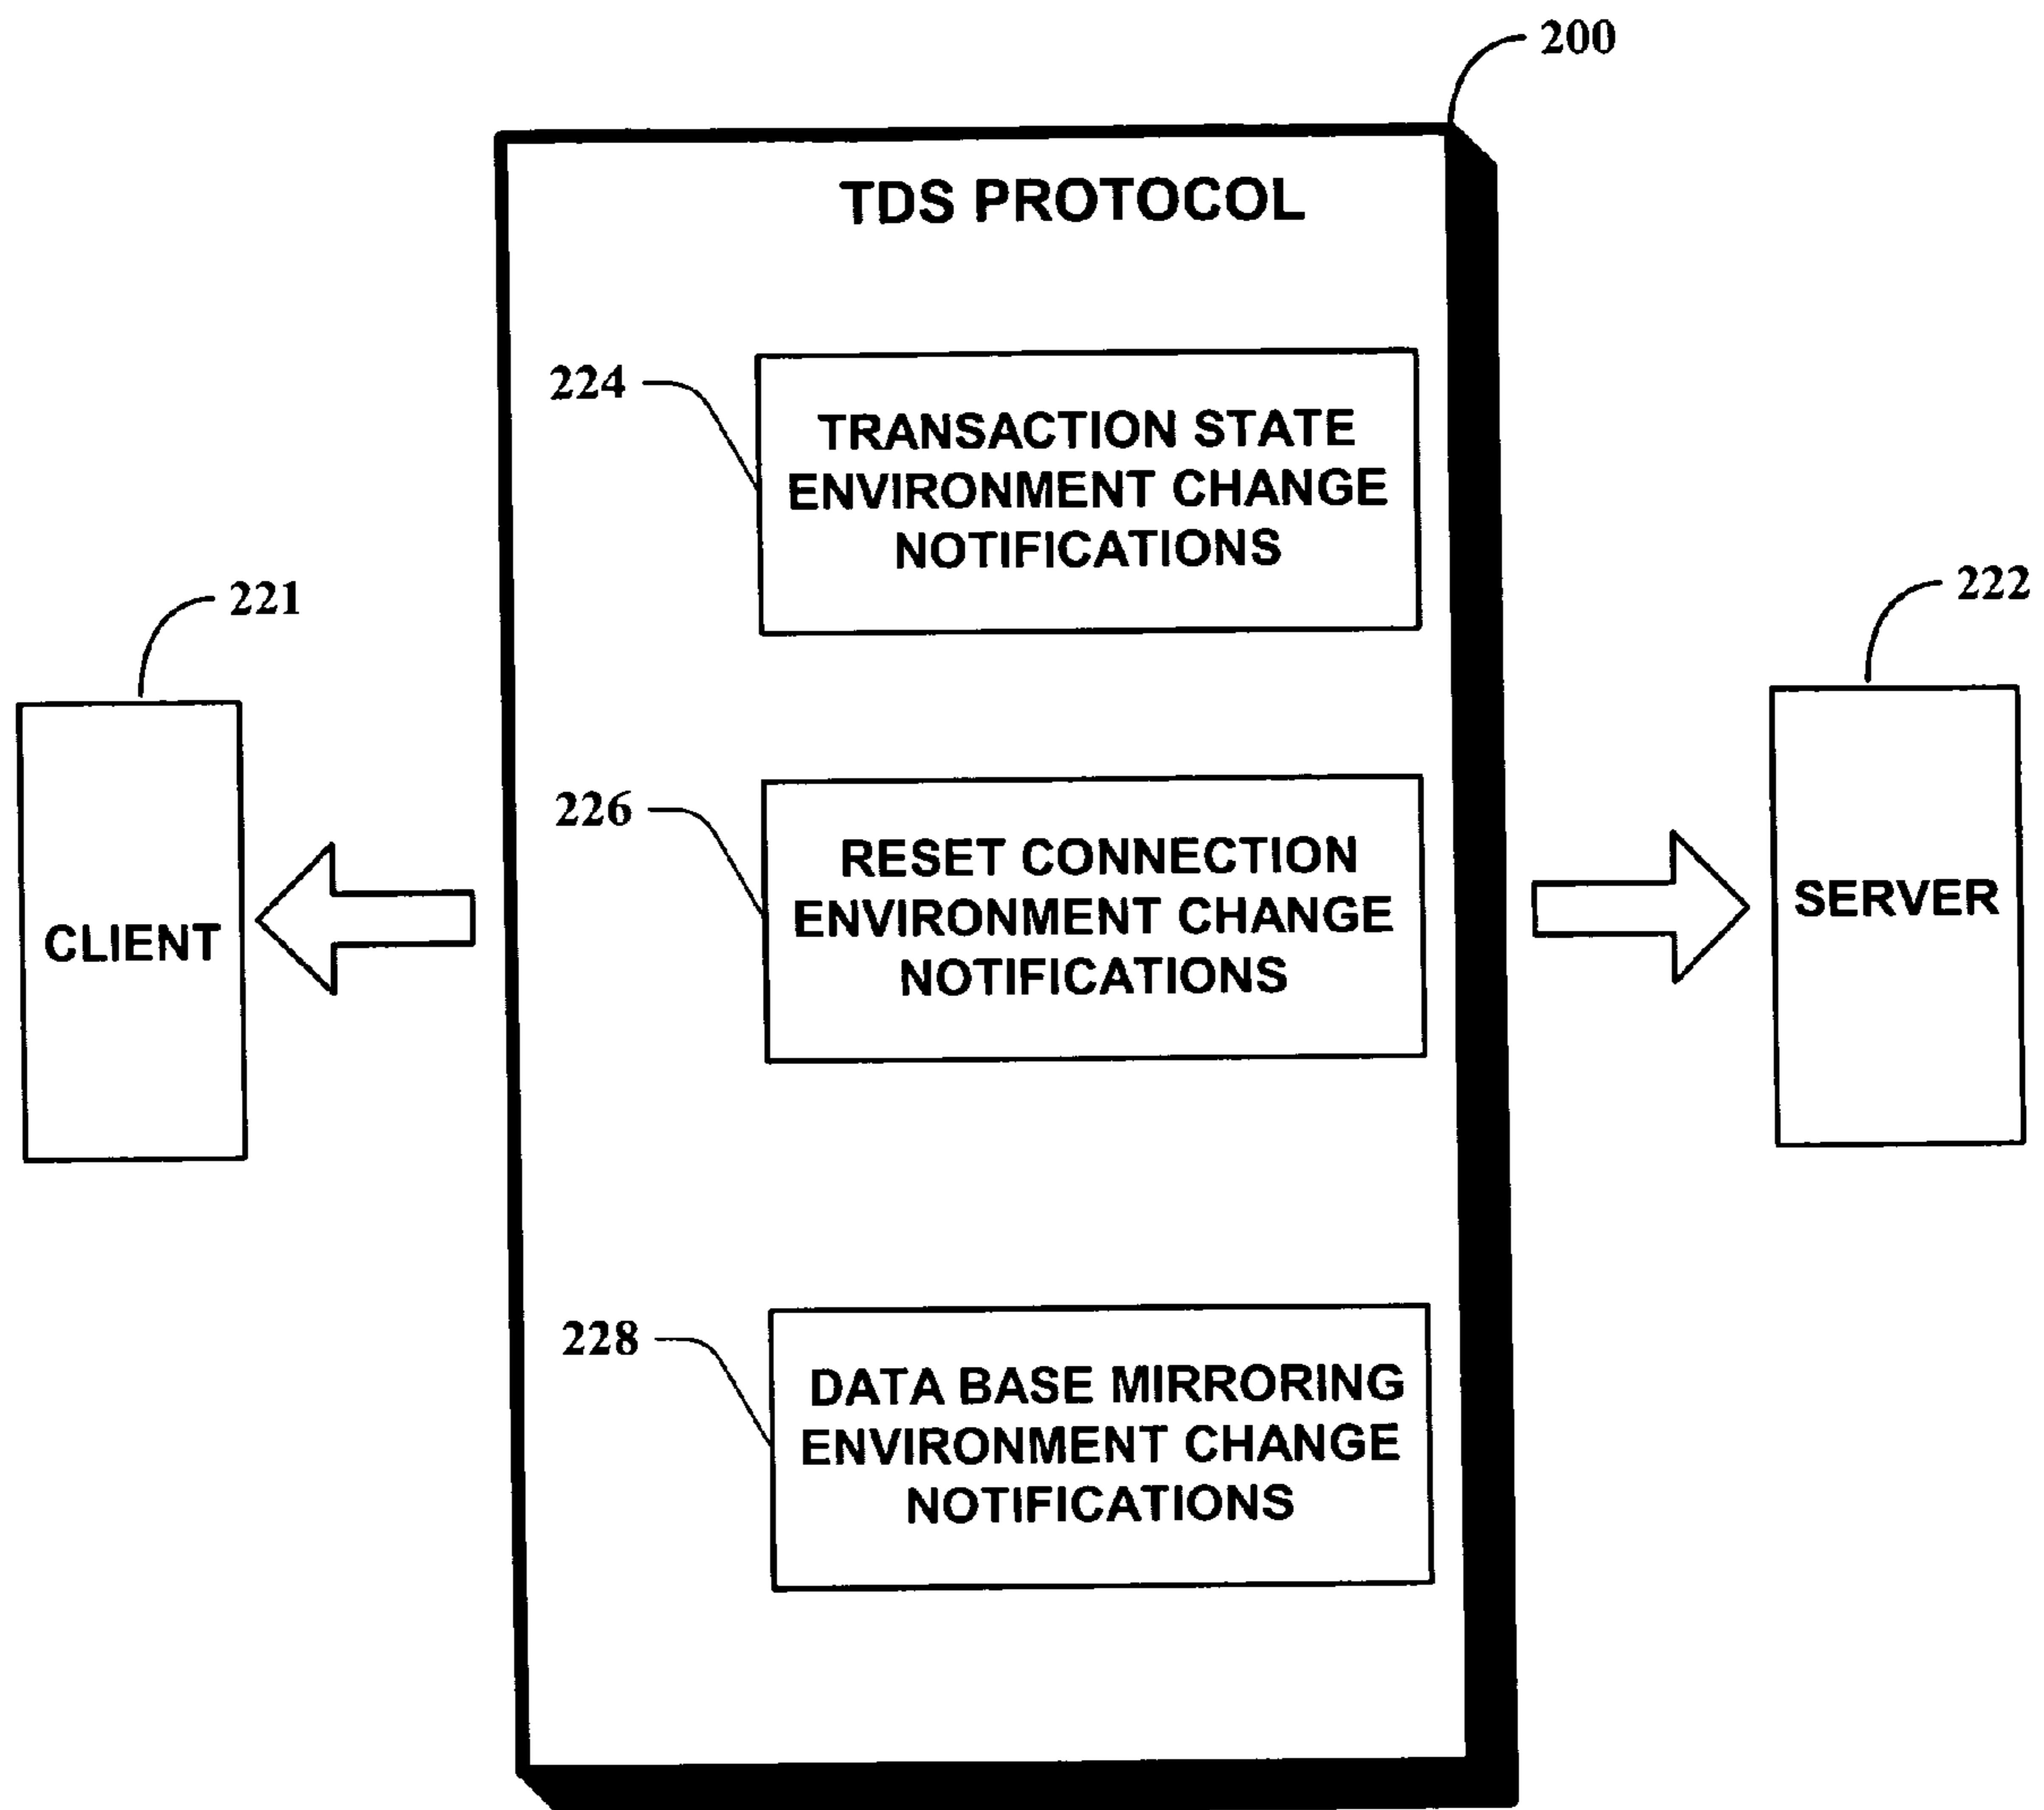 200
TDS PROTOCOL
224
TRANSACTION STATE
ENVIRONMENT CHANGE
NOTIFICATIONS
221
222
226
RESET CONNECTION
ENVIRONMENT CHANGE
NOTIFICATIONS
CLIENT
SERVER
228
DATA BASE MIRRORING
ENVIRONMENT CHANGE
NOTIFICATIONS